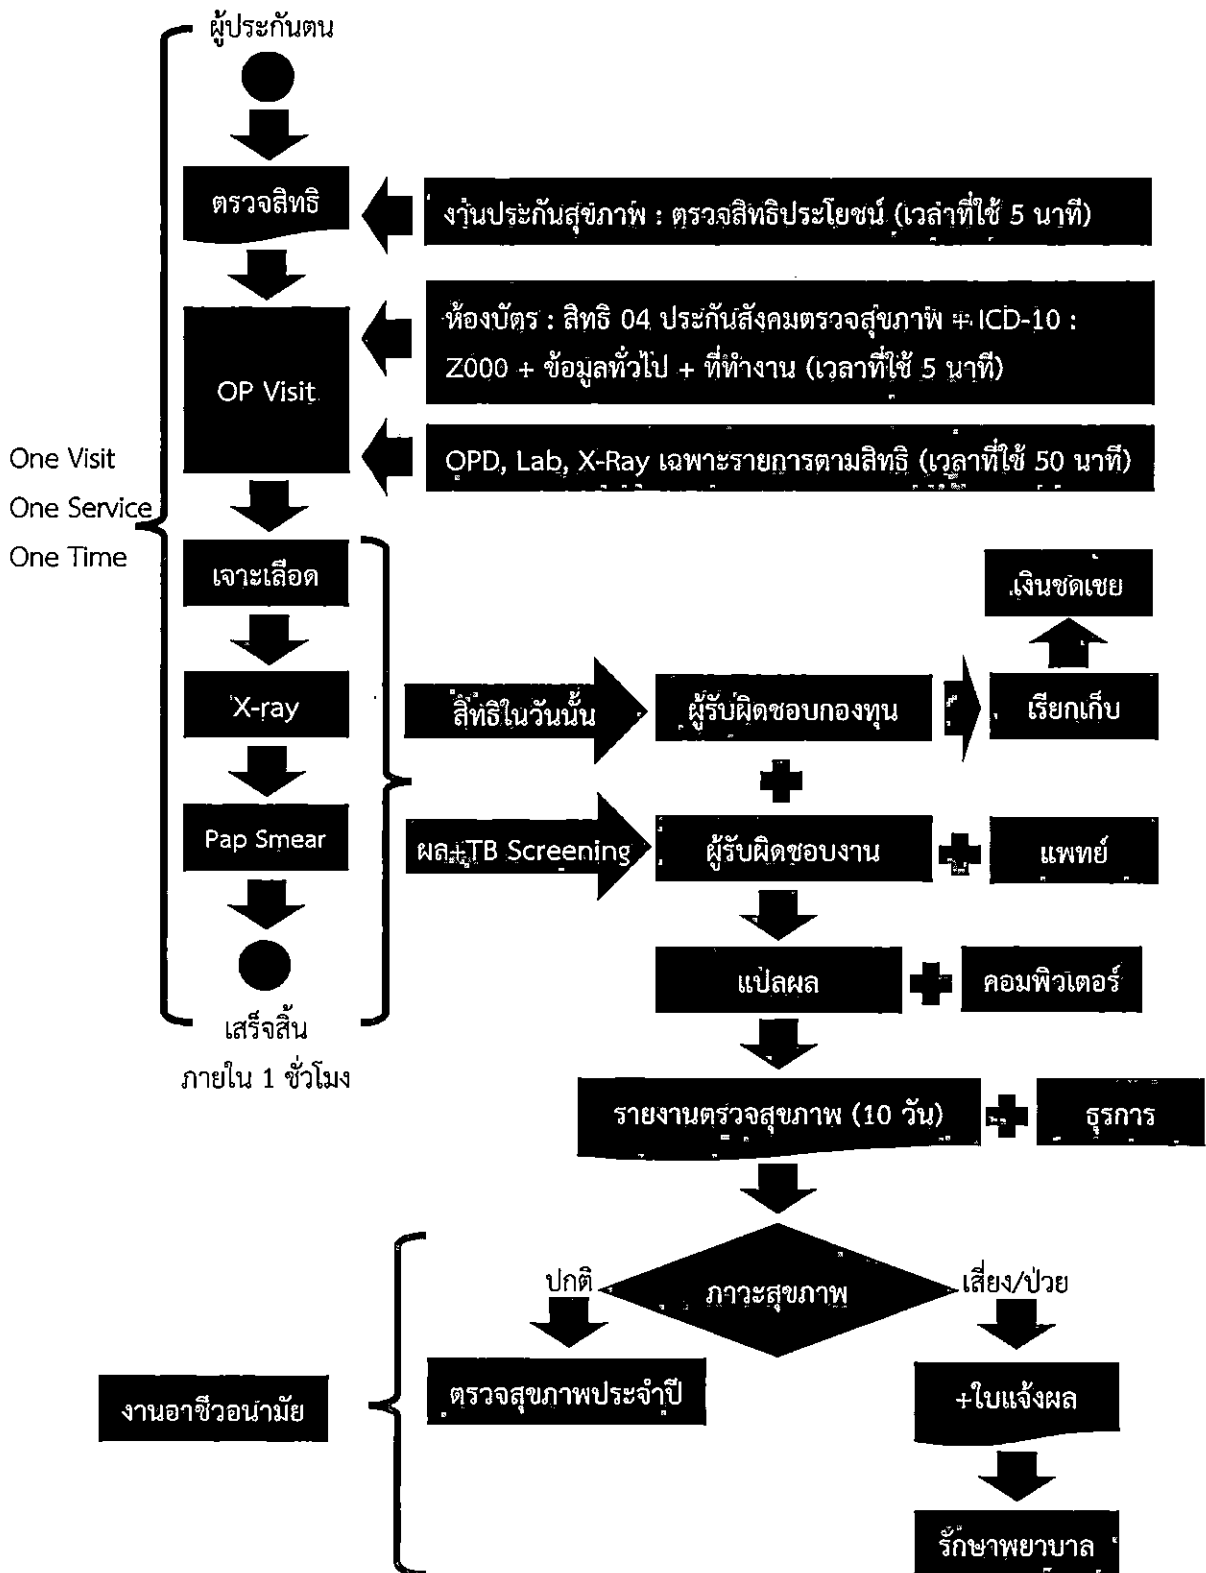 ผู้ประกันตน
ตรวจสิทธิ
งานประกันสุขภาพ : ตรวจสิทธิประโยชน์ (เวลาที่ใช้ 5 นาที)
OP Visit
ห้องบัตร : สิทธิ 04 ประกันสังคมตรวจสุขภาพ + ICD-10 :
Z000 + ข้อมูลทั่วไป + ที่ทำงาน (เวลาที่ใช้ 5 นาที)
OPD, Lab, X-Ray เฉพาะรายการตามสิทธิ (เวลาที่ใช้ 50 นาที)
One Visit
One Service
One Time
เจาะเลือด
X-ray
Pap Smear
เสร็จสิ้น
ภายใน 1 ชั่วโมง
สิทธิในวันนั้น
ผู้รับผิดชอบกองทุน
เรียกเก็บ
เงินชดเชย
ผล+TB Screening
ผู้รับผิดชอบงาน
แพทย์
แปลผล
คอมพิวเตอร์
รายงานตรวจสุขภาพ (10 วัน)
ธุรการ
ภาวะสุขภาพ
ปกติ
เสี่ยง/ป่วย
งานอาชีวอนามัย
ตรวจสุขภาพประจำปี
+ใบแจ้งผล
รักษาพยาบาล